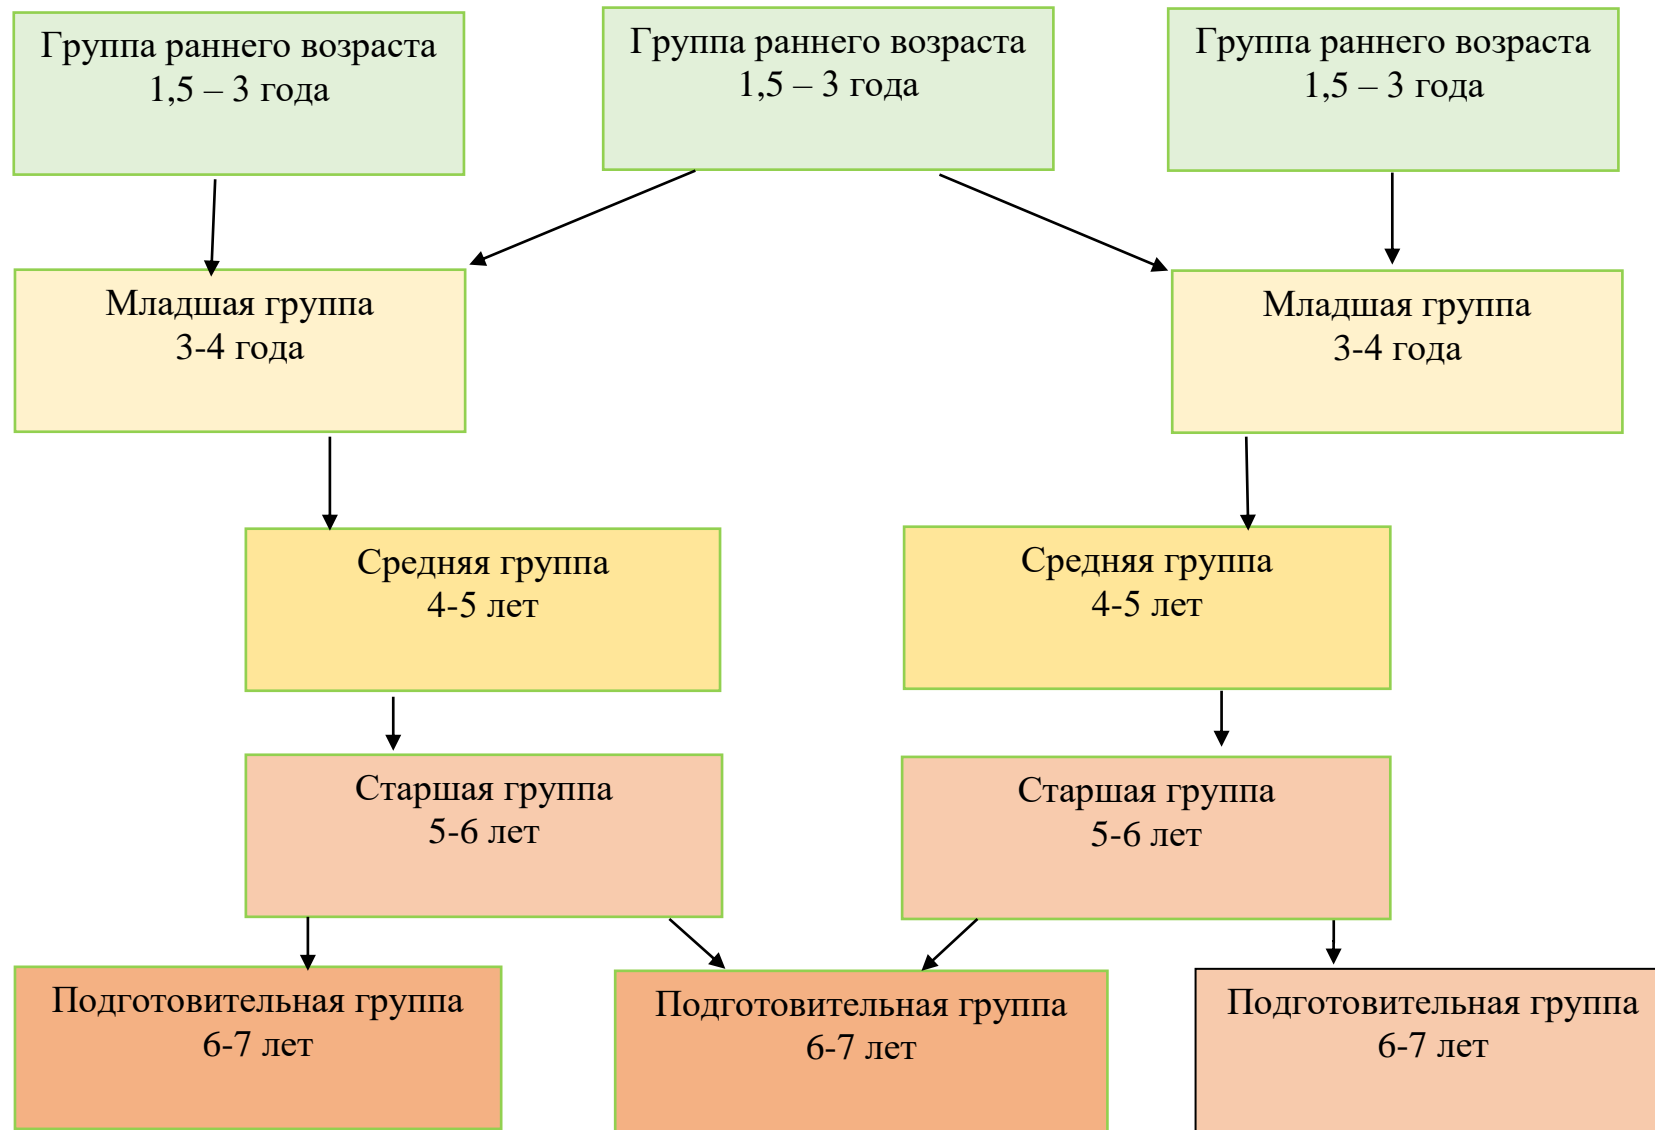 Группа раннего возраста
1,5 – 3 года
Группа раннего возраста
1,5 – 3 года
Группа раннего возраста
1,5 – 3 года
Младшая группа
3-4 года
Младшая группа
3-4 года
Средняя группа
4-5 лет
Средняя группа
4-5 лет
Старшая группа
5-6 лет
Старшая группа
5-6 лет
Подготовительная группа
6-7 лет
Подготовительная группа
6-7 лет
Подготовительная группа
6-7 лет